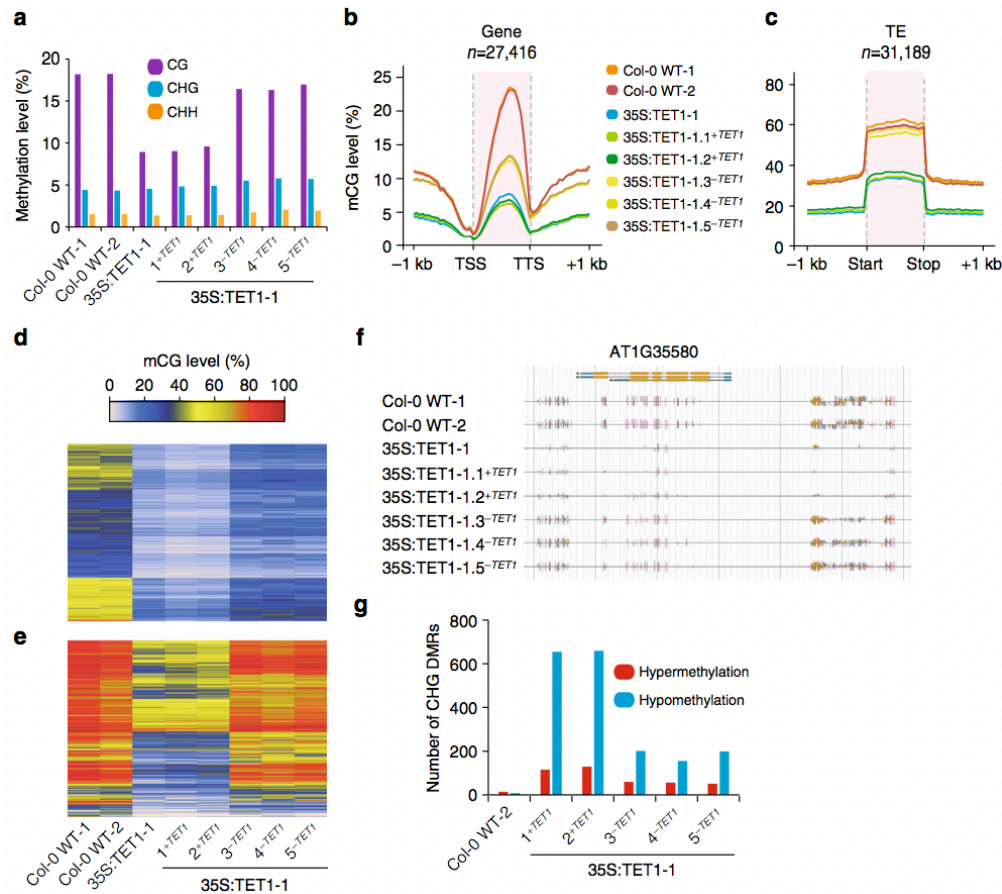 a
Methylation level (%)
20
15
10
5
0
CG
CHG
CHH
Col-0 WT-1
Col-0 WT-2
35S:TET1-1
1+TET1
2+TET1
3−TET1
4−TET1
5−TET1
35S:TET1-1
b
Gene
n=27,416
mCG level (%)
25
20
15
10
5
0
−1 kb
TSS
TTS
+1 kb
Col-0 WT-1
Col-0 WT-2
35S:TET1-1
35S:TET1-1.1+TET1
35S:TET1-1.2+TET1
35S:TET1-1.3−TET1
35S:TET1-1.4−TET1
35S:TET1-1.5−TET1
c
TE
n=31,189
80
60
40
20
0
−1 kb
Start
Stop
+1 kb
d
mCG level (%)
0 20 40 60 80 100
e
Col-0 WT-1
Col-0 WT-2
35S:TET1-1
1+TET1
2+TET1
3−TET1
4−TET1
5−TET1
35S:TET1-1
f
AT1G35580
Col-0 WT-1
Col-0 WT-2
35S:TET1-1
35S:TET1-1.1+TET1
35S:TET1-1.2+TET1
35S:TET1-1.3−TET1
35S:TET1-1.4−TET1
35S:TET1-1.5−TET1
g
Number of CHG DMRs
800
600
400
200
0
Hypermethylation
Hypomethylation
Col-0 WT-2
1+TET1
2+TET1
3−TET1
4−TET1
5−TET1
35S:TET1-1